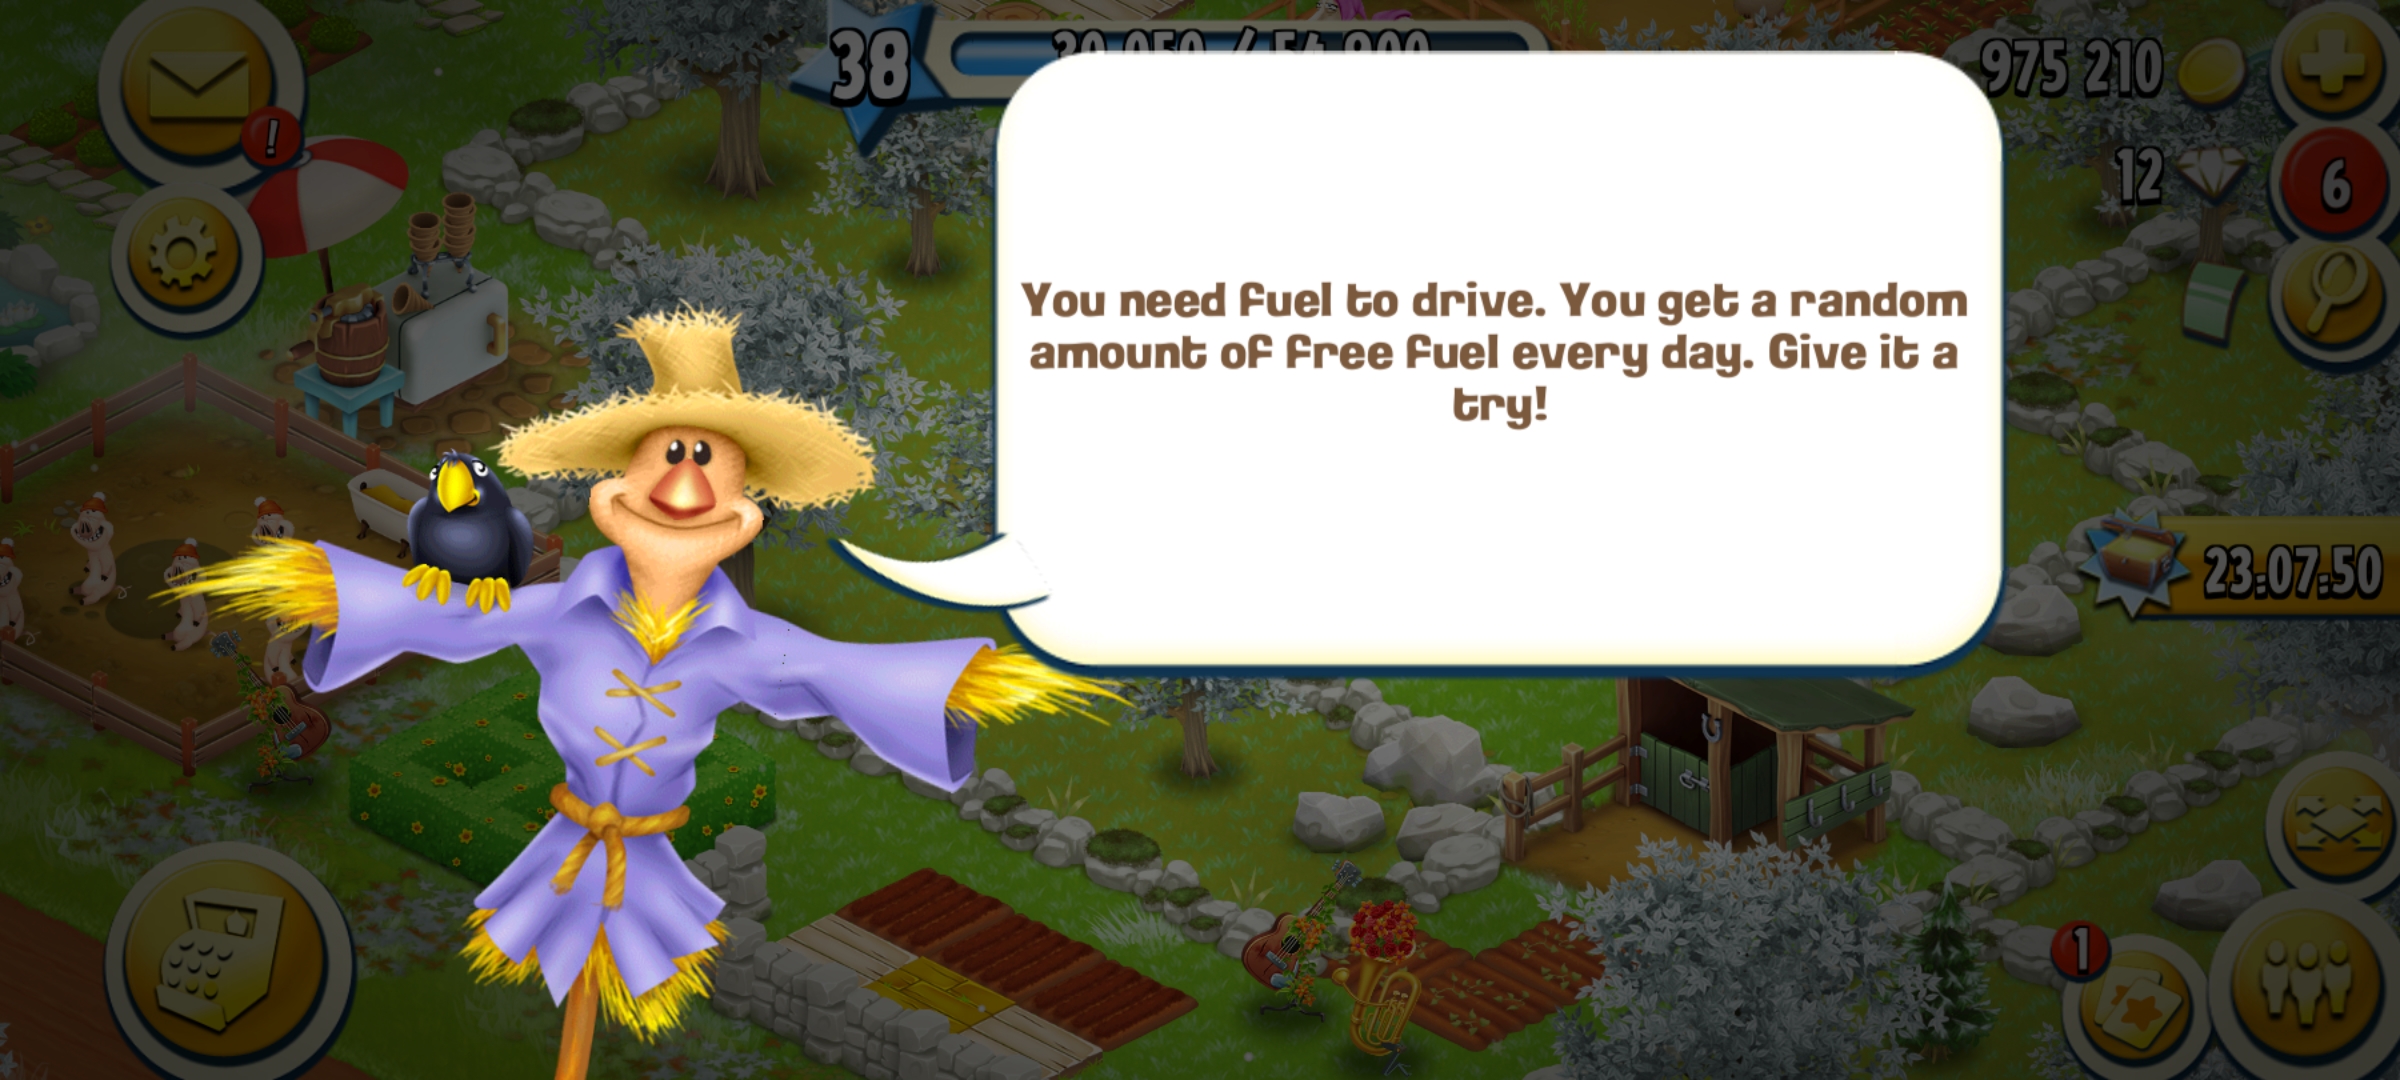 38
975 210
12
6
You need fuel to drive. You get a random
amount of free fuel every day. Give it a
try!
23:07:50
!
1